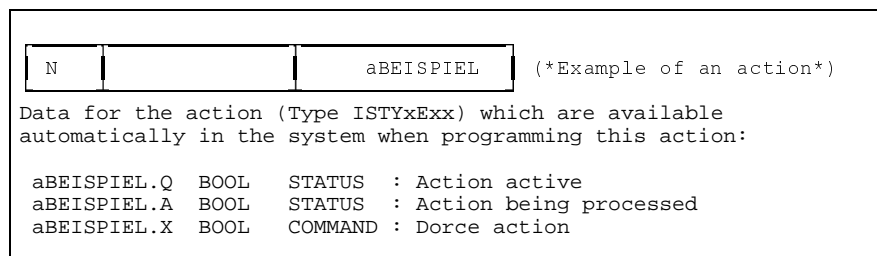 N aBEISPIEL (*Example of an action*)
Data for the action (Type ISTYxExx) which are available
automatically in the system when programming this action:
aBEISPIEL.Q BOOL STATUS : Action active
aBEISPIEL.A BOOL STATUS : Action being processed
aBEISPIEL.X BOOL COMMAND : Dorce action